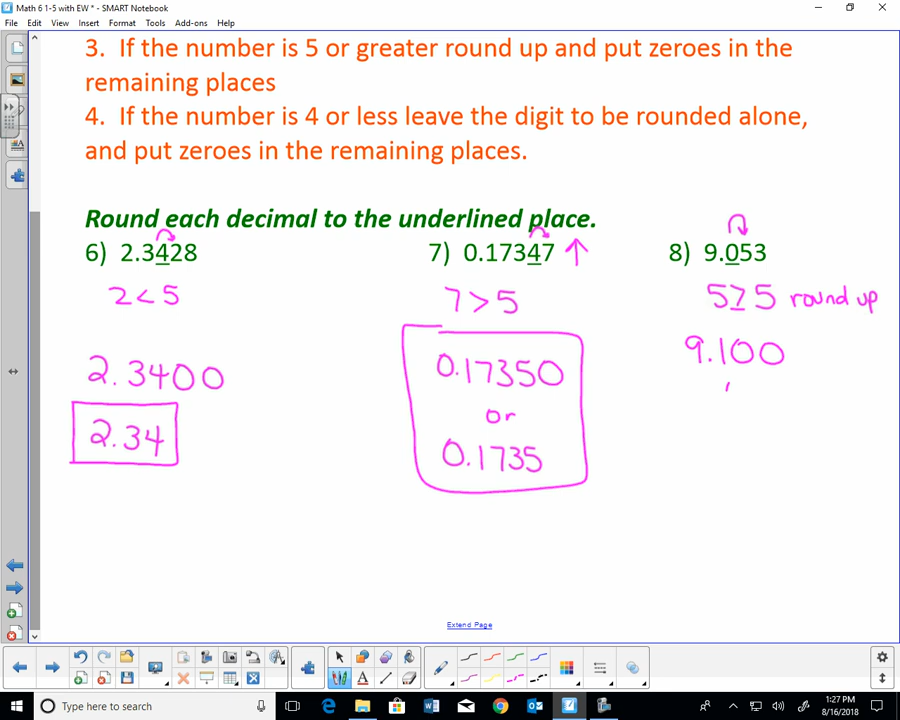 Math 6 1-5 with EW * - SMART Notebook
File Edit View Insert Format Tools Add-ons Help
3. If the number is 5 or greater round up and put zeroes in the
remaining places
4. If the number is 4 or less leave the digit to be rounded alone,
and put zeroes in the remaining places.
Round each decimal to the underlined place.
6) 2.3428 7) 0.17347 8) 9.053
2 < 5 7 > 5 5 ≥ 5 round up
2.3400 0.17350 9.100
or
2.34 0.1735
Extend Page
Type here to search
1:27 PM
8/16/2018